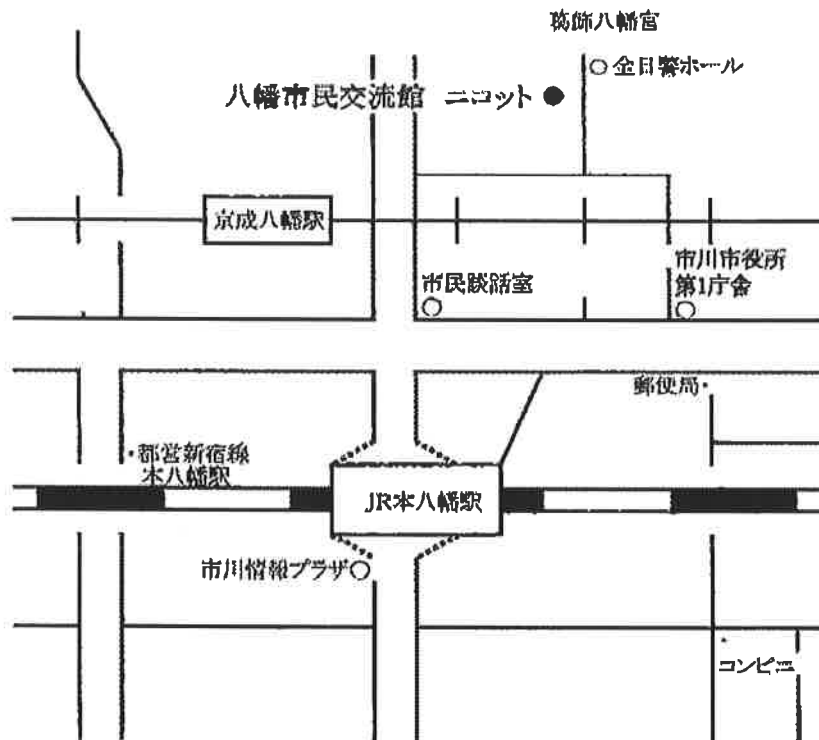 葛飾八幡宮
全日警ホール
八幡市民交流館 ニコット
京成八幡駅
市川市役所
第1庁舎
市民談話室
郵便局
都営新宿線
本八幡駅
JR本八幡駅
市川情報プラザ
コンビニ